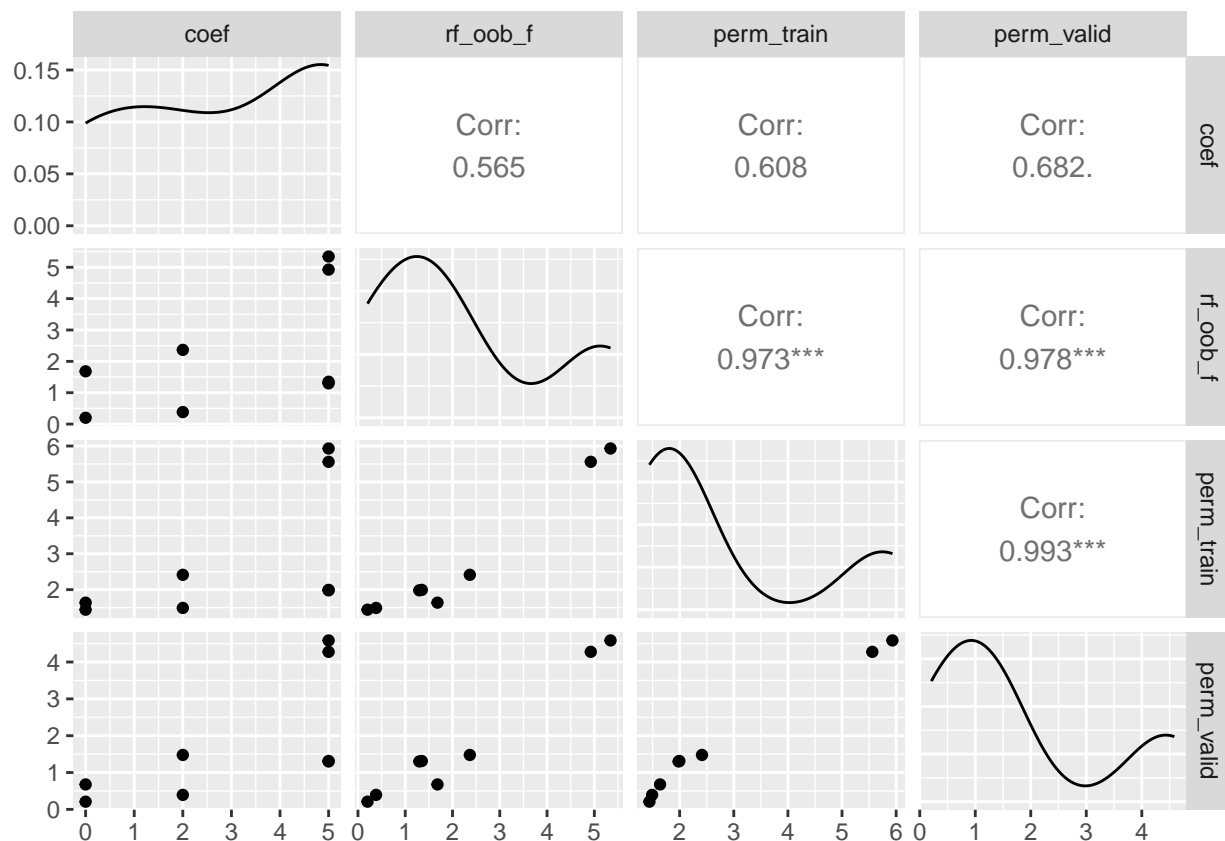 coef rf_oob_f perm_train perm_valid
0.15
0.10
0.05
0.00
Corr:
0.565
Corr:
0.608
Corr:
0.682.
coef
5
4
3
2
1
0
Corr:
0.973***
Corr:
0.978***
rf_oob_f
6
5
4
3
2
Corr:
0.993***
perm_train
4
3
2
1
0
perm_valid
0 1 2 3 4 5 0 1 2 3 4 5 2 3 4 5 6 0 1 2 3 4